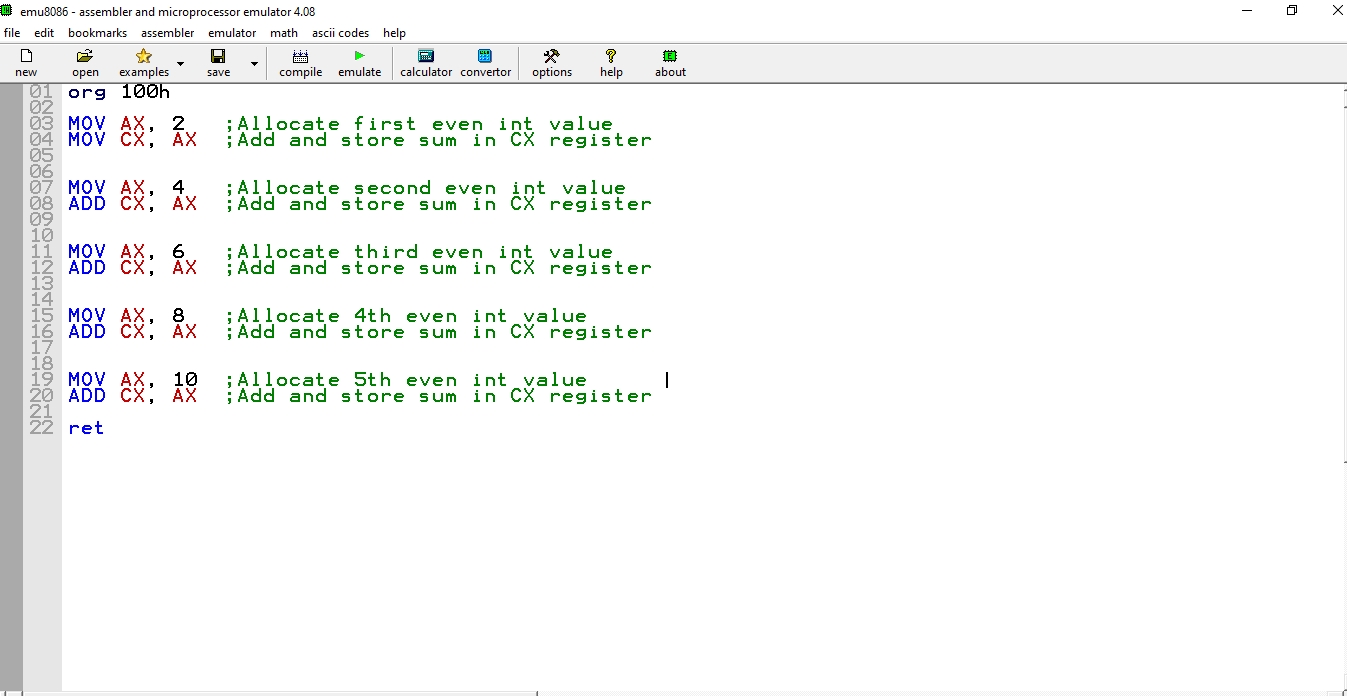 emu8086 - assembler and microprocessor emulator 4.08
file edit bookmarks assembler emulator math ascii codes help
new open examples save compile emulate calculator convertor options help about
01 org 100h
02
03 MOV AX, 2 ;Allocate first even int value
04 MOV CX, AX ;Add and store sum in CX register
05
06
07 MOV AX, 4 ;Allocate second even int value
08 ADD CX, AX ;Add and store sum in CX register
09
10
11 MOV AX, 6 ;Allocate third even int value
12 ADD CX, AX ;Add and store sum in CX register
13
14
15 MOV AX, 8 ;Allocate 4th even int value
16 ADD CX, AX ;Add and store sum in CX register
17
18
19 MOV AX, 10 ;Allocate 5th even int value
20 ADD CX, AX ;Add and store sum in CX register
21
22 ret